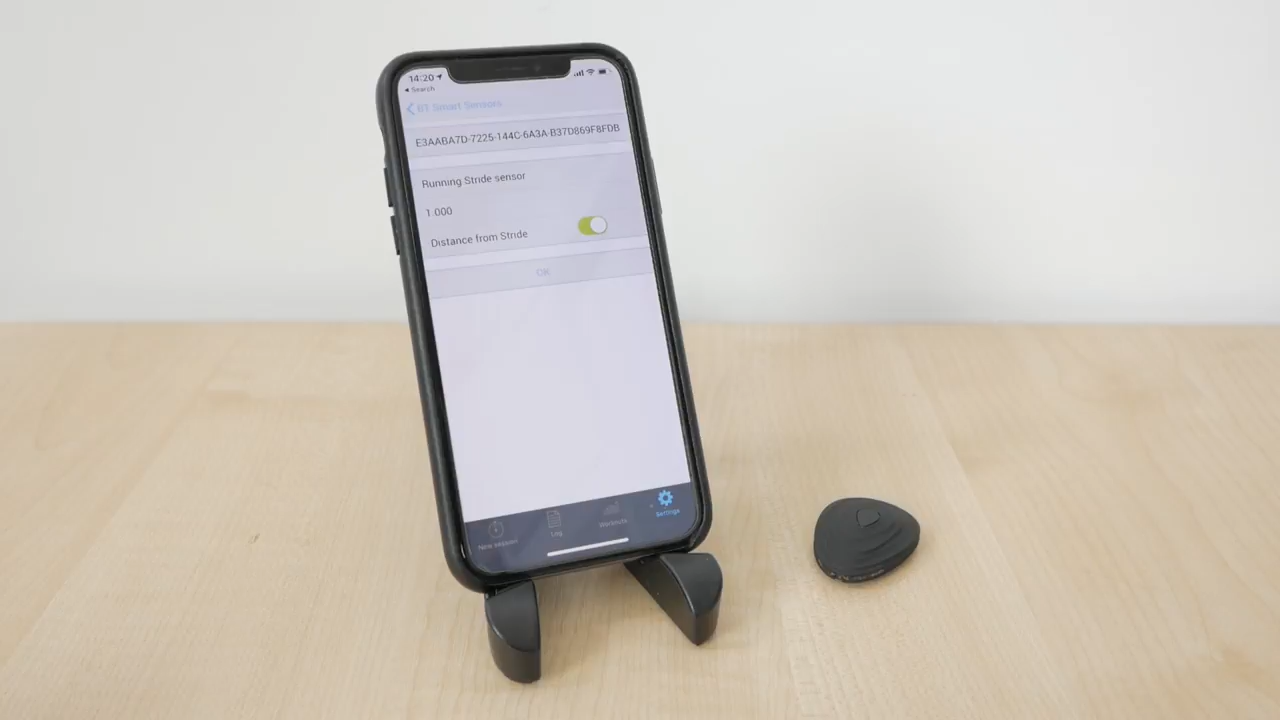 14:20
Search
BT Smart Sensors
E3AABA7D-7225-144C-6A3A-B37D869F8FDB
Running Stride sensor
1.000
Distance from Stride
OK
New session
Log
Workouts
Settings